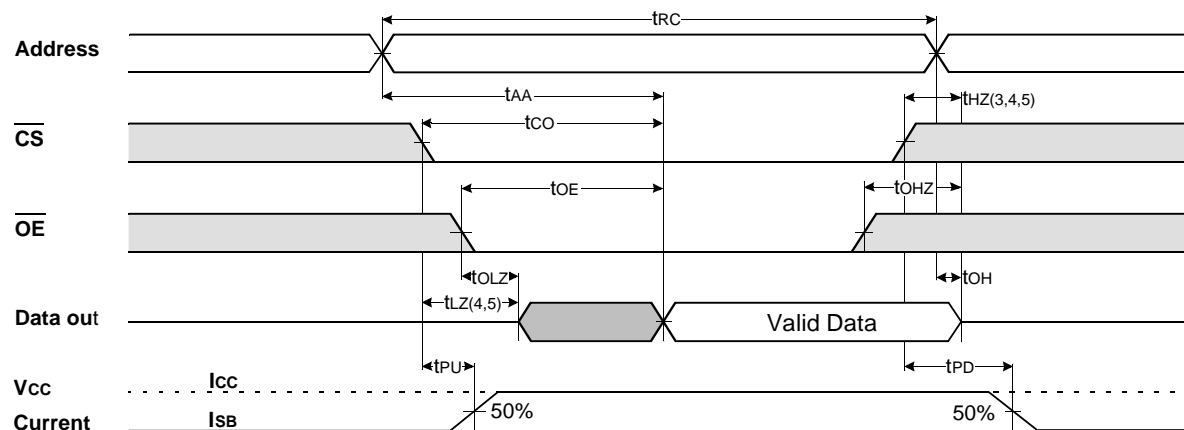 tRC
Address
tAA
tHZ(3,4,5)
tCO
CS
tOE
tOHZ
OE
tOLZ
tOH
tLZ(4,5)
Data out
Valid Data
tPU
tPD
ICC
VCC
50%
50%
ISB
Current